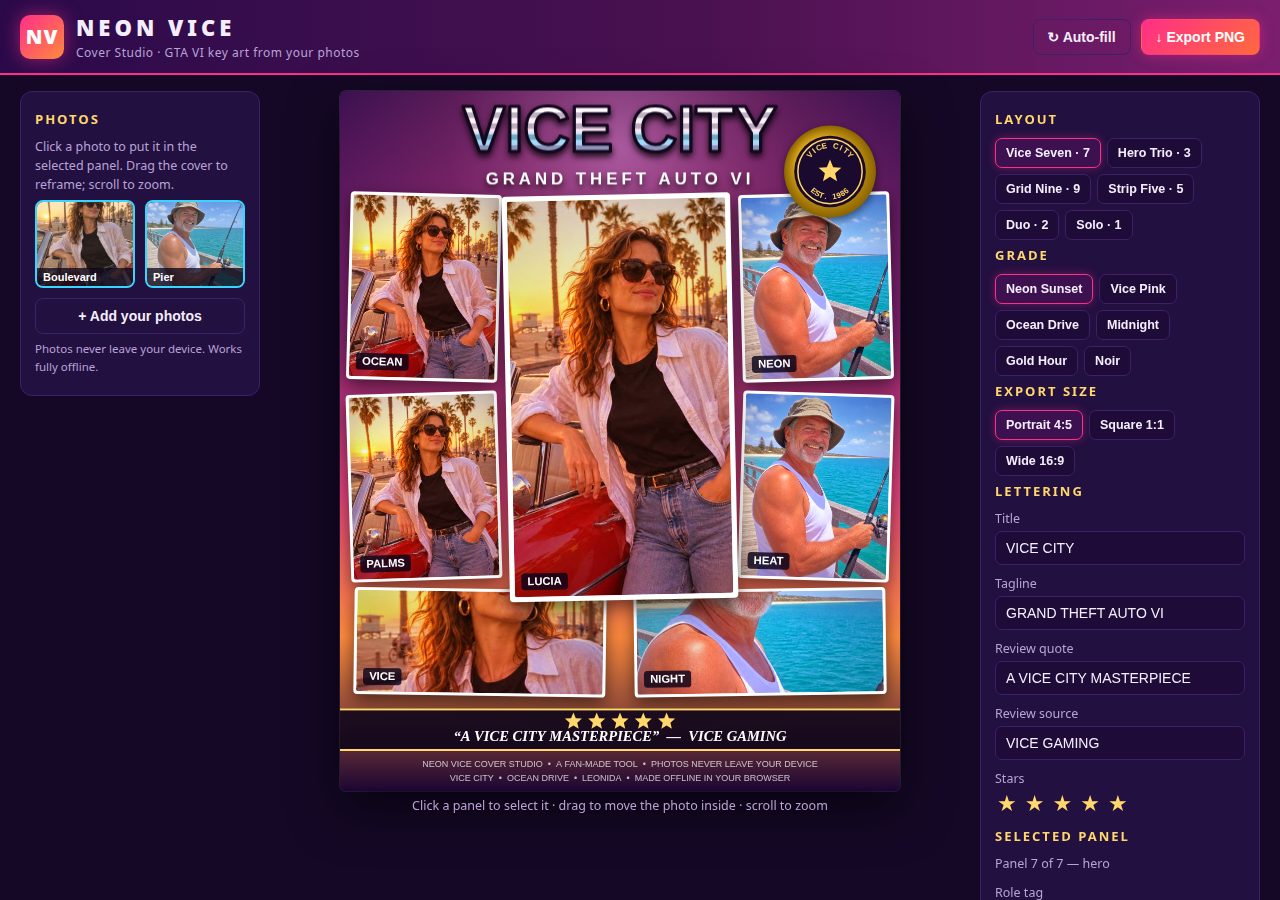 NV
NEON VICE
Cover Studio · GTA VI key art from your photos
↻ Auto-fill
↓ Export PNG
PHOTOS
Click a photo to put it in the
selected panel. Drag the cover to
reframe; scroll to zoom.
Boulevard
Pier
+ Add your photos
Photos never leave your device. Works
fully offline.
VICE CITY
GRAND THEFT AUTO VI
VICE CITY
EST. 1986
OCEAN
NEON
PALMS
LUCIA
HEAT
VICE
NIGHT
“A VICE CITY MASTERPIECE” — VICE GAMING
NEON VICE COVER STUDIO • A FAN-MADE TOOL • PHOTOS NEVER LEAVE YOUR DEVICE
VICE CITY • OCEAN DRIVE • LEONIDA • MADE OFFLINE IN YOUR BROWSER
Click a panel to select it · drag to move the photo inside · scroll to zoom
LAYOUT
Vice Seven · 7
Hero Trio · 3
Grid Nine · 9
Strip Five · 5
Duo · 2
Solo · 1
GRADE
Neon Sunset
Vice Pink
Ocean Drive
Midnight
Gold Hour
Noir
EXPORT SIZE
Portrait 4:5
Square 1:1
Wide 16:9
LETTERING
Title
VICE CITY
Tagline
GRAND THEFT AUTO VI
Review quote
A VICE CITY MASTERPIECE
Review source
VICE GAMING
Stars
SELECTED PANEL
Panel 7 of 7 — hero
Role tag